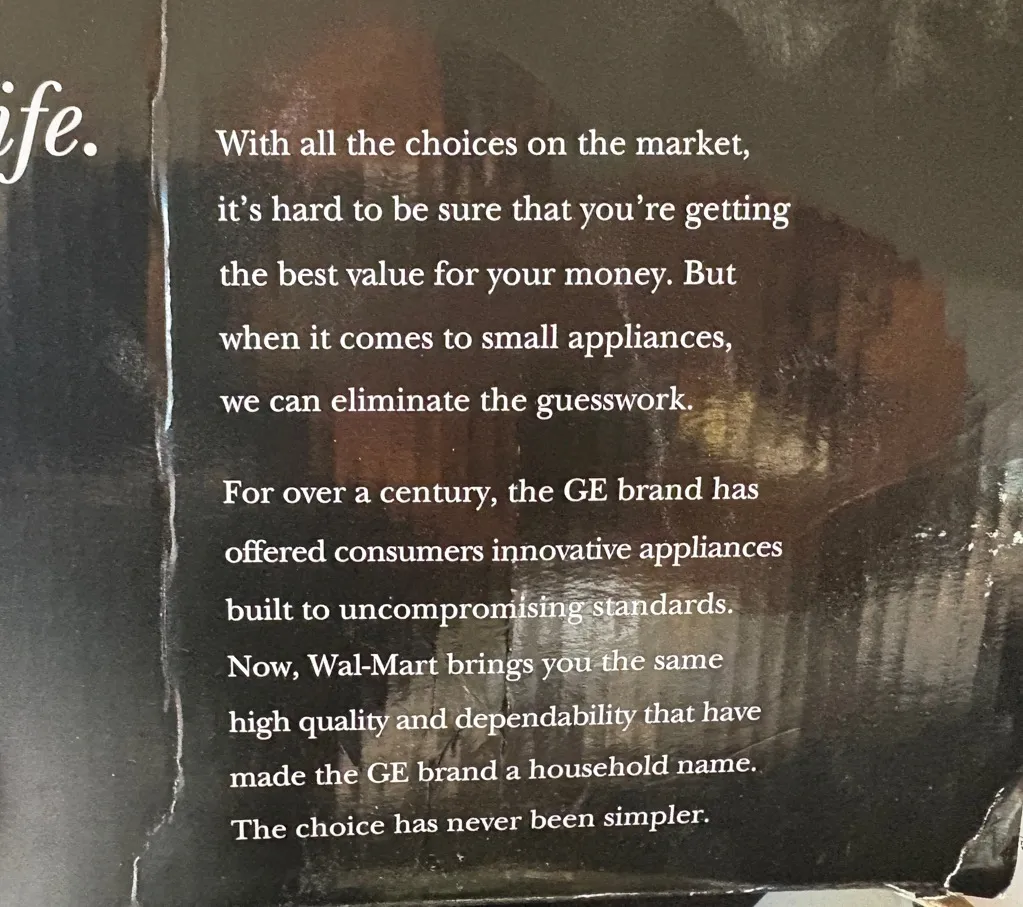 ife.
With all the choices on the market,
it's hard to be sure that you're getting
the best value for your money. But
when it comes to small appliances,
we can eliminate the guesswork.
For over a century, the GE brand has
offered consumers innovative appliances
built to uncompromising standards.
Now, Wal-Mart brings you the same
high quality and dependability that have
made the GE brand a household name.
The choice has never been simpler.